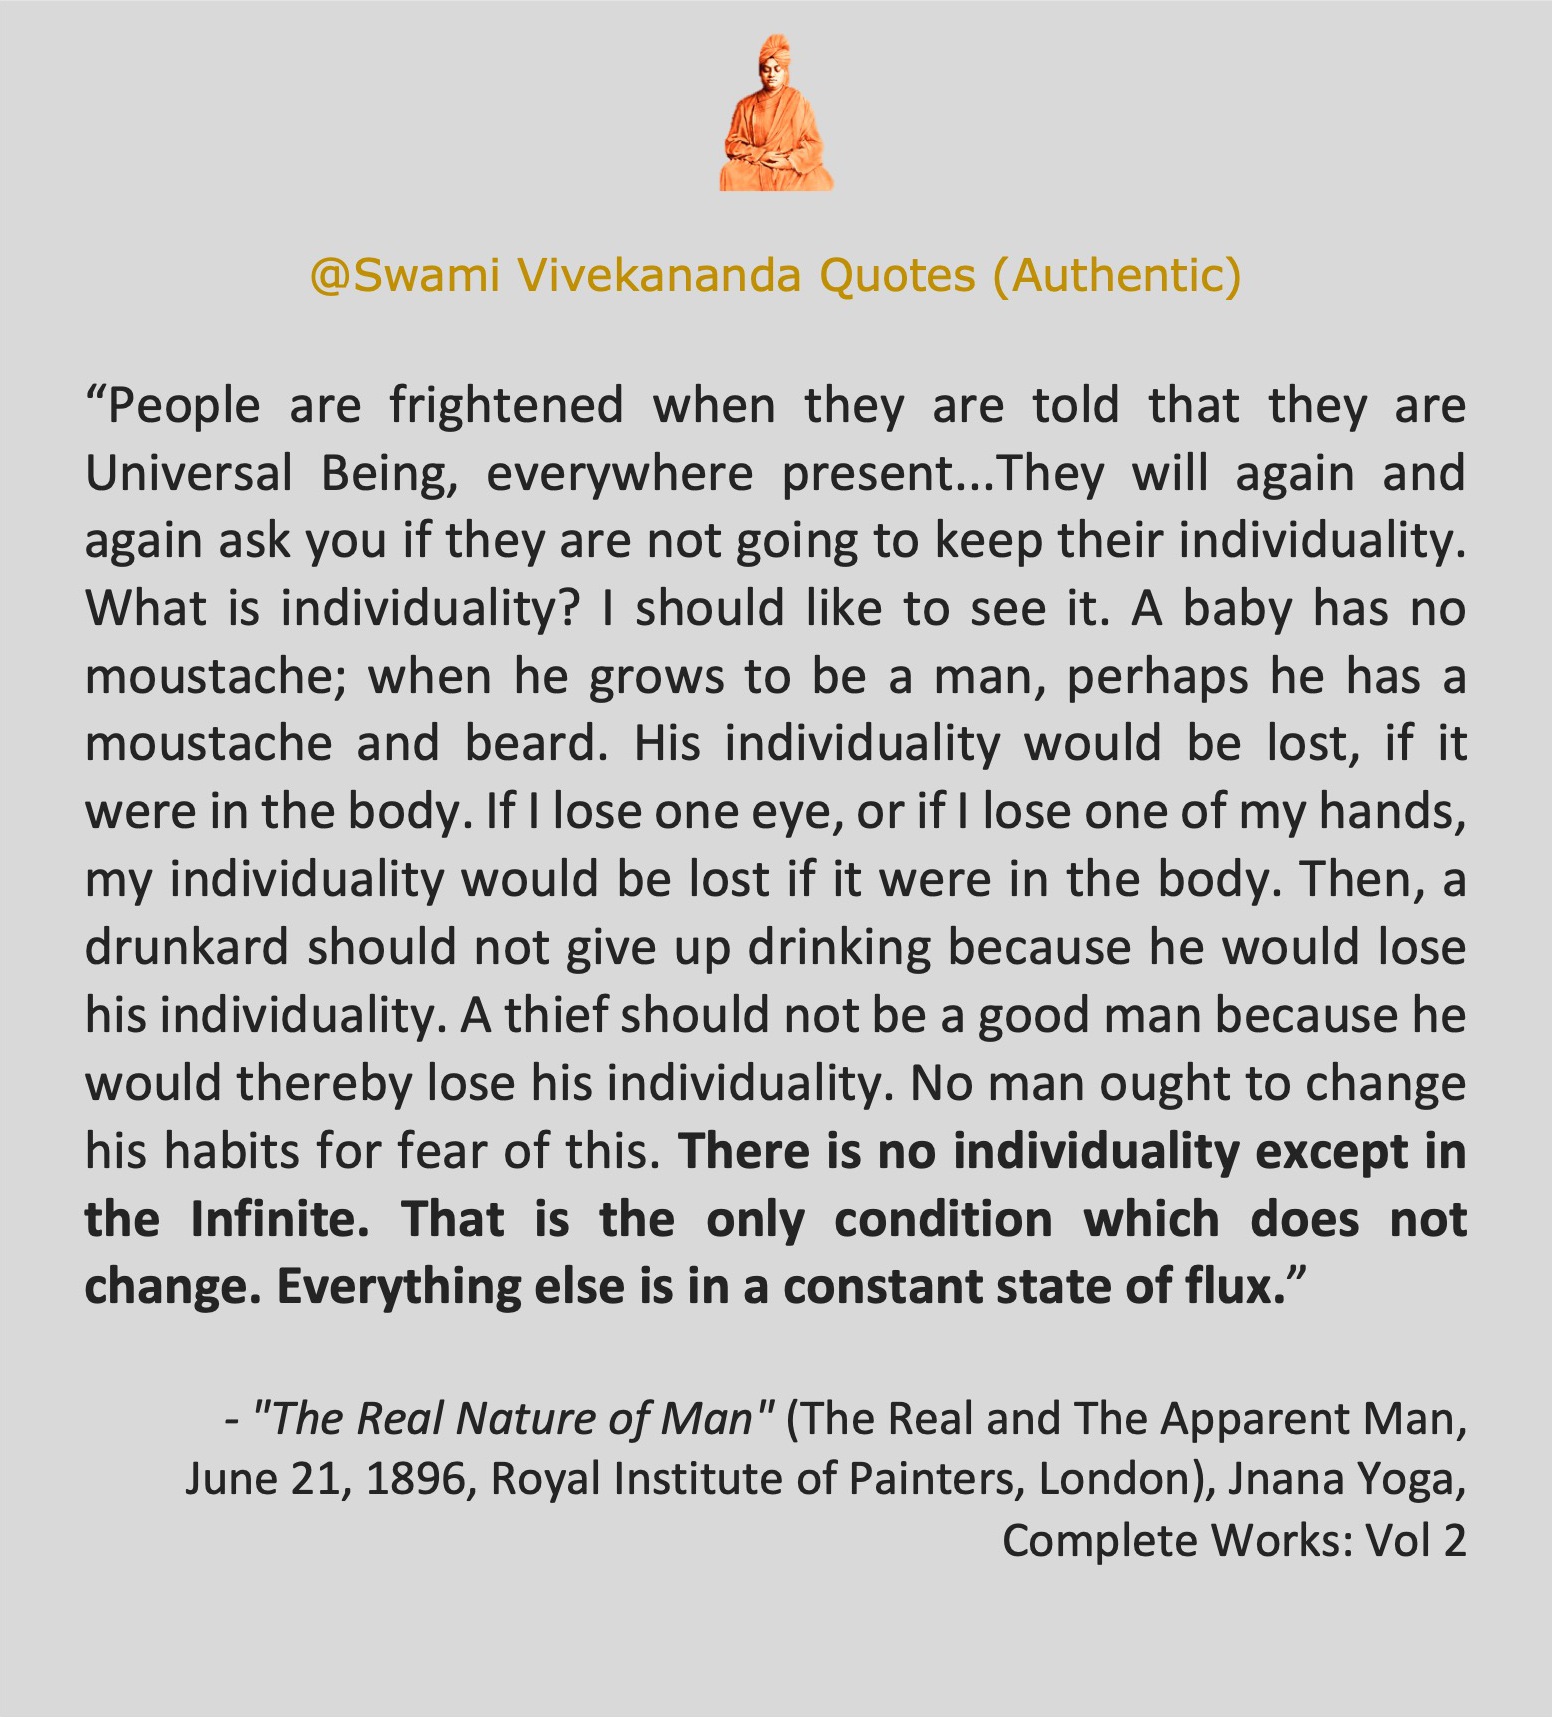 @Swami Vivekananda Quotes (Authentic)
“People are frightened when they are told that they are
Universal Being, everywhere present...They will again and
again ask you if they are not going to keep their individuality.
What is individuality? I should like to see it. A baby has no
moustache; when he grows to be a man, perhaps he has a
moustache and beard. His individuality would be lost, if it
were in the body. If I lose one eye, or if I lose one of my hands,
my individuality would be lost if it were in the body. Then, a
drunkard should not give up drinking because he would lose
his individuality. A thief should not be a good man because he
would thereby lose his individuality. No man ought to change
his habits for fear of this. There is no individuality except in
the Infinite. That is the only condition which does not
change. Everything else is in a constant state of flux.”
- "The Real Nature of Man" (The Real and The Apparent Man,
June 21, 1896, Royal Institute of Painters, London), Jnana Yoga,
Complete Works: Vol 2